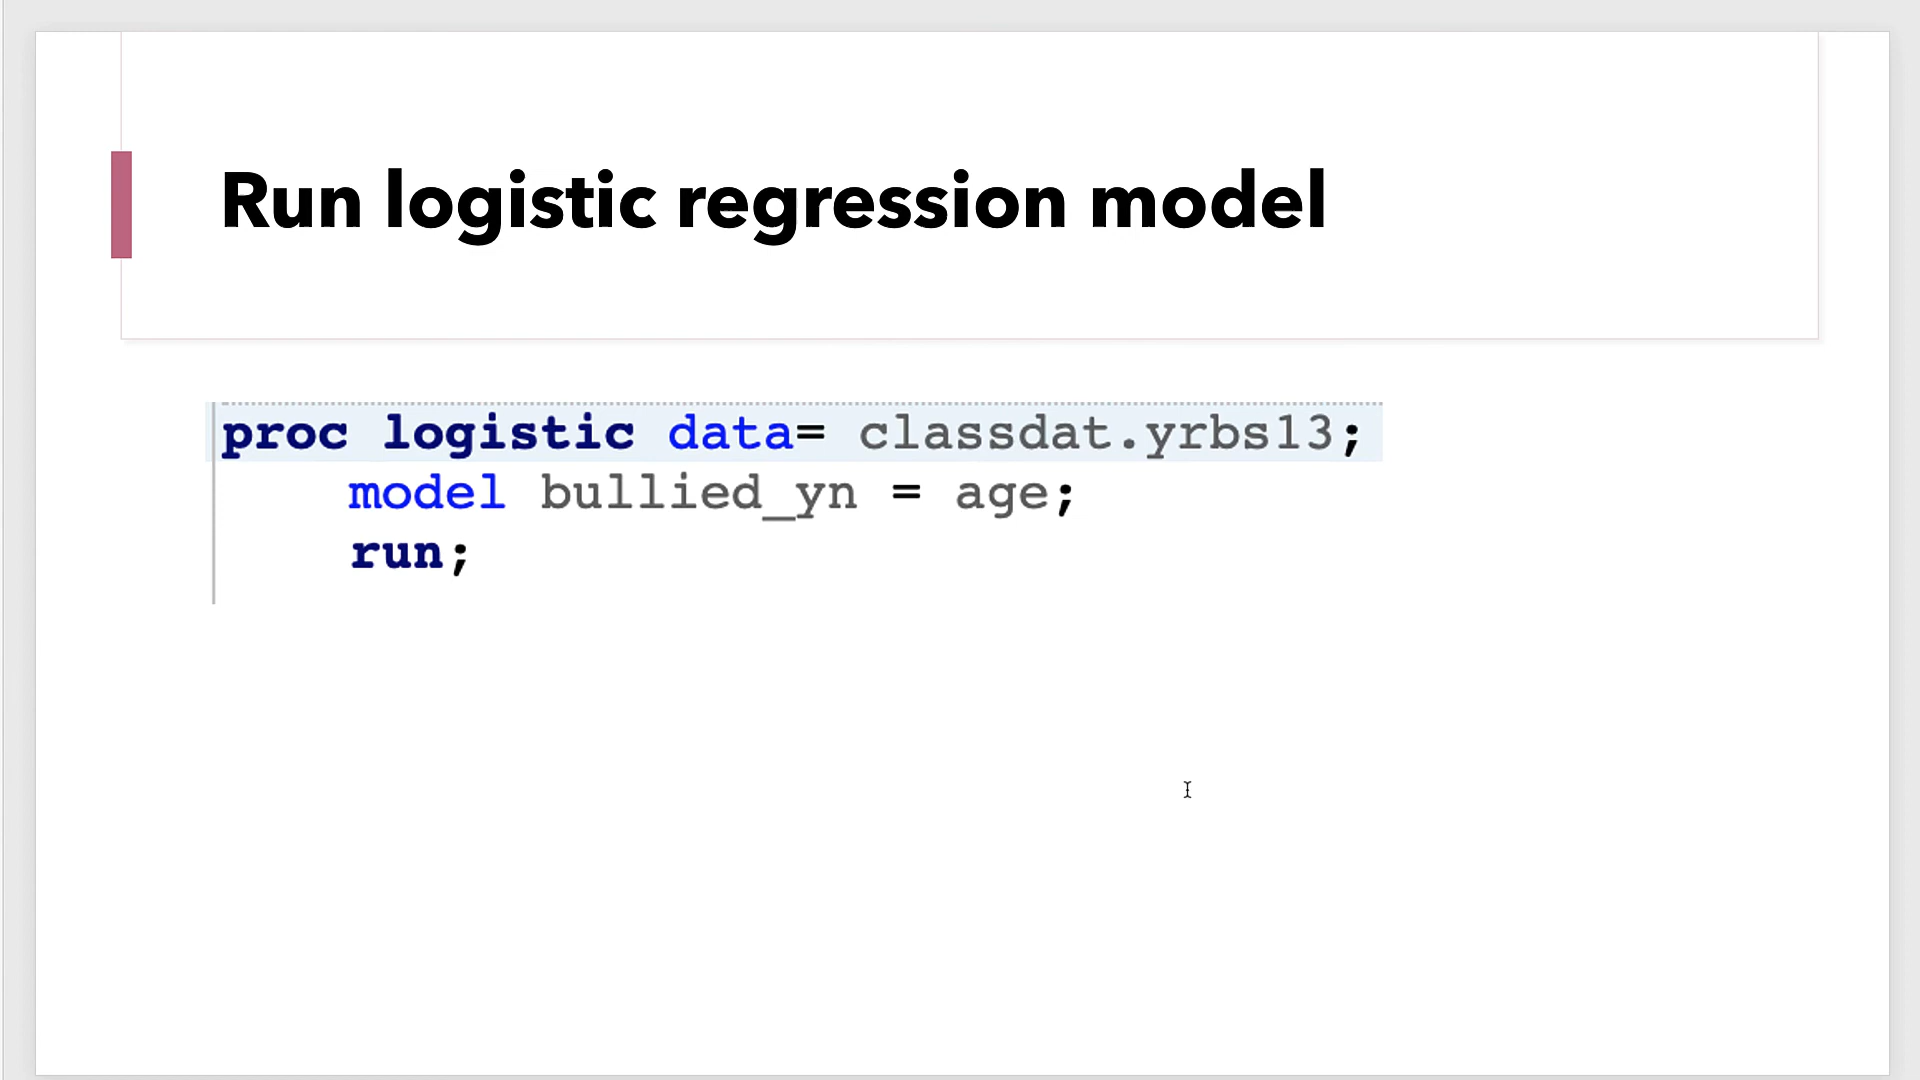 Run logistic regression model
proc logistic data= classdat.yrbs13;
model bullied_yn = age;
run;